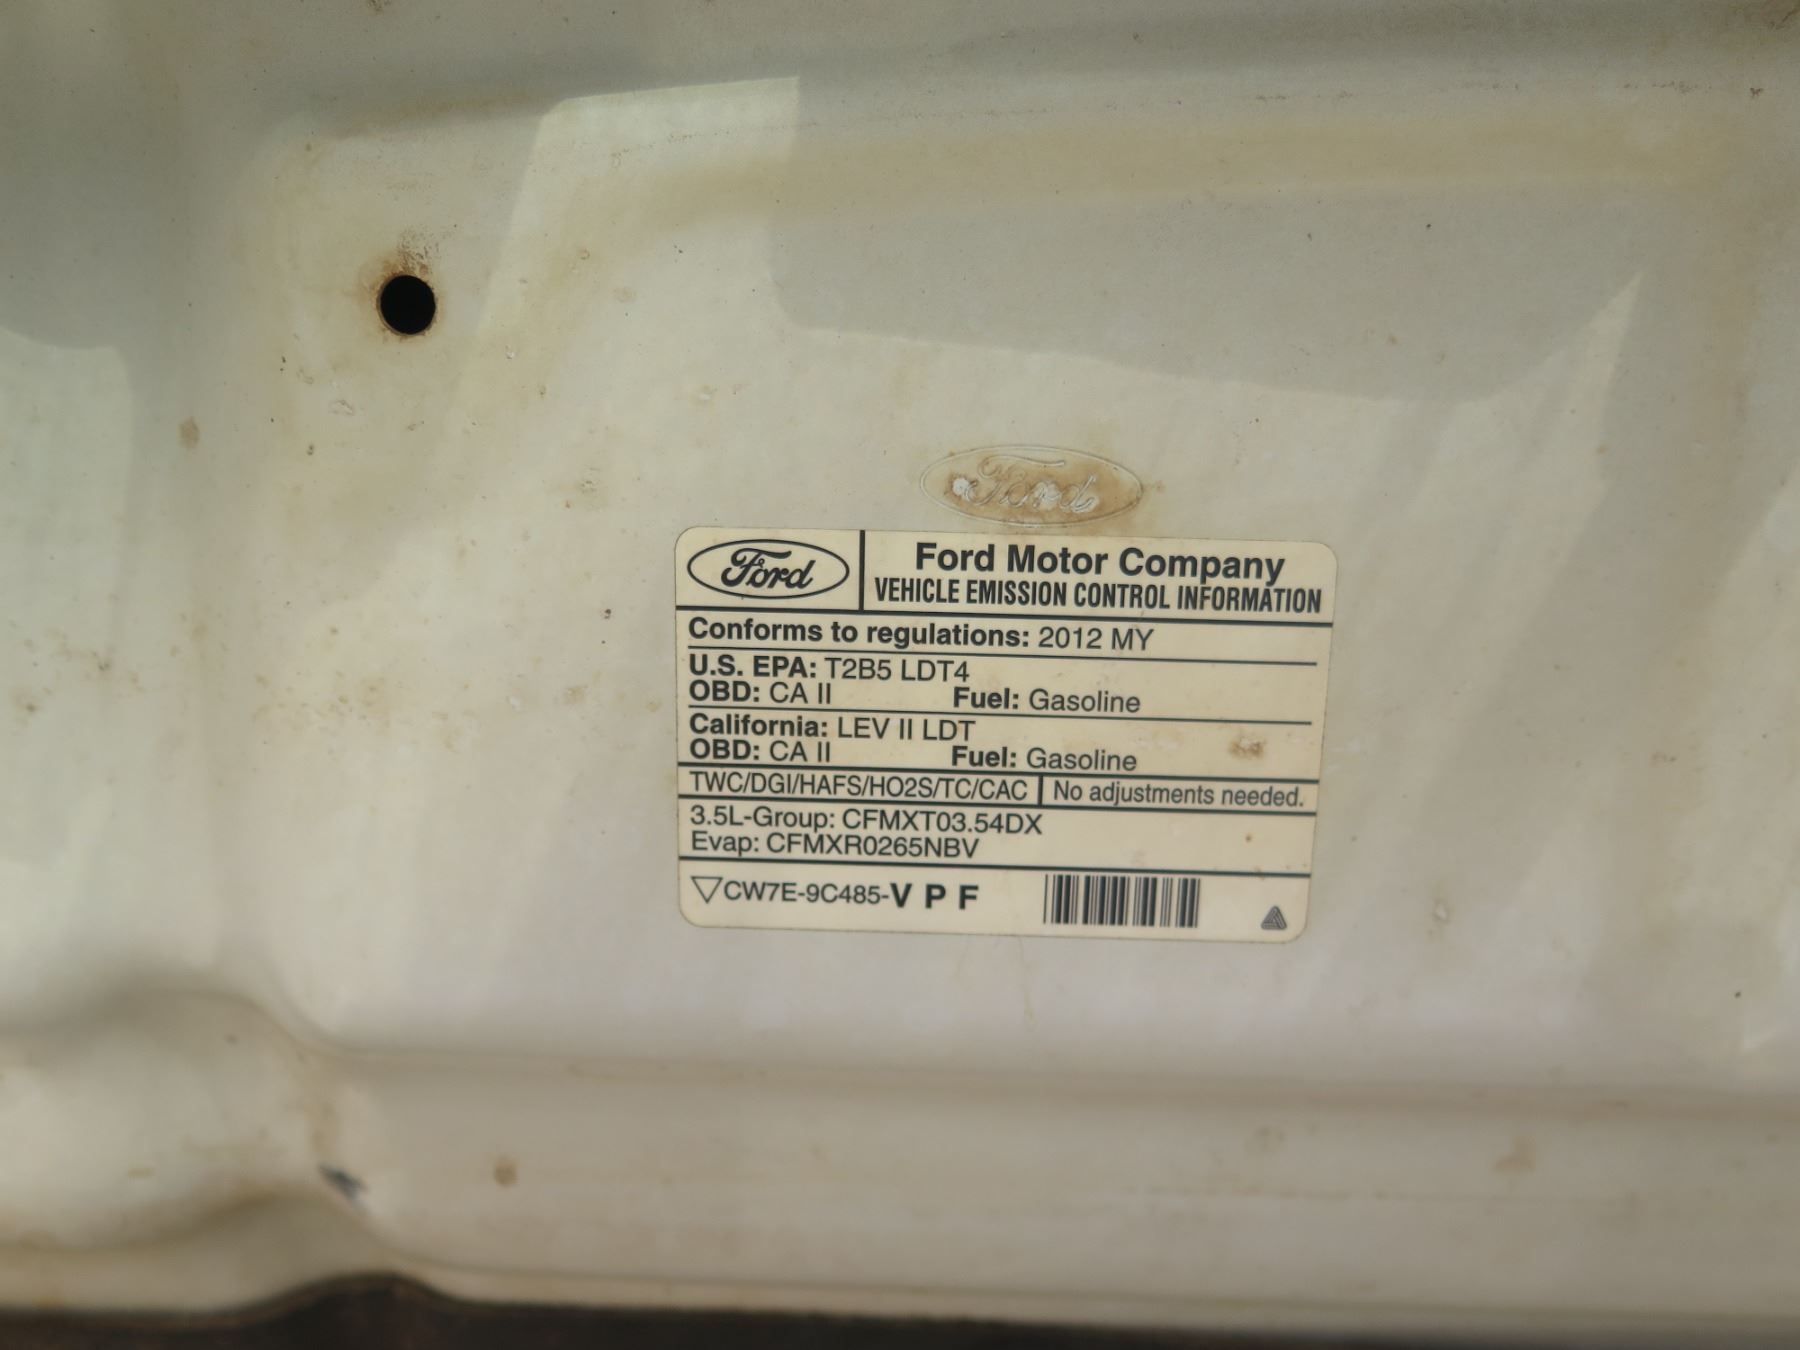 Ford
Ford
Ford Motor Company
VEHICLE EMISSION CONTROL INFORMATION
Conforms to regulations: 2012 MY
U.S. EPA: T2B5 LDT4
OBD: CA II Fuel: Gasoline
California: LEV II LDT
OBD: CA II Fuel: Gasoline
TWC/DGI/HAFS/HO2S/TC/CAC No adjustments needed.
3.5L-Group: CFMXT03.54DX
Evap: CFMXR0265NBV
CW7E-9C485-V P F